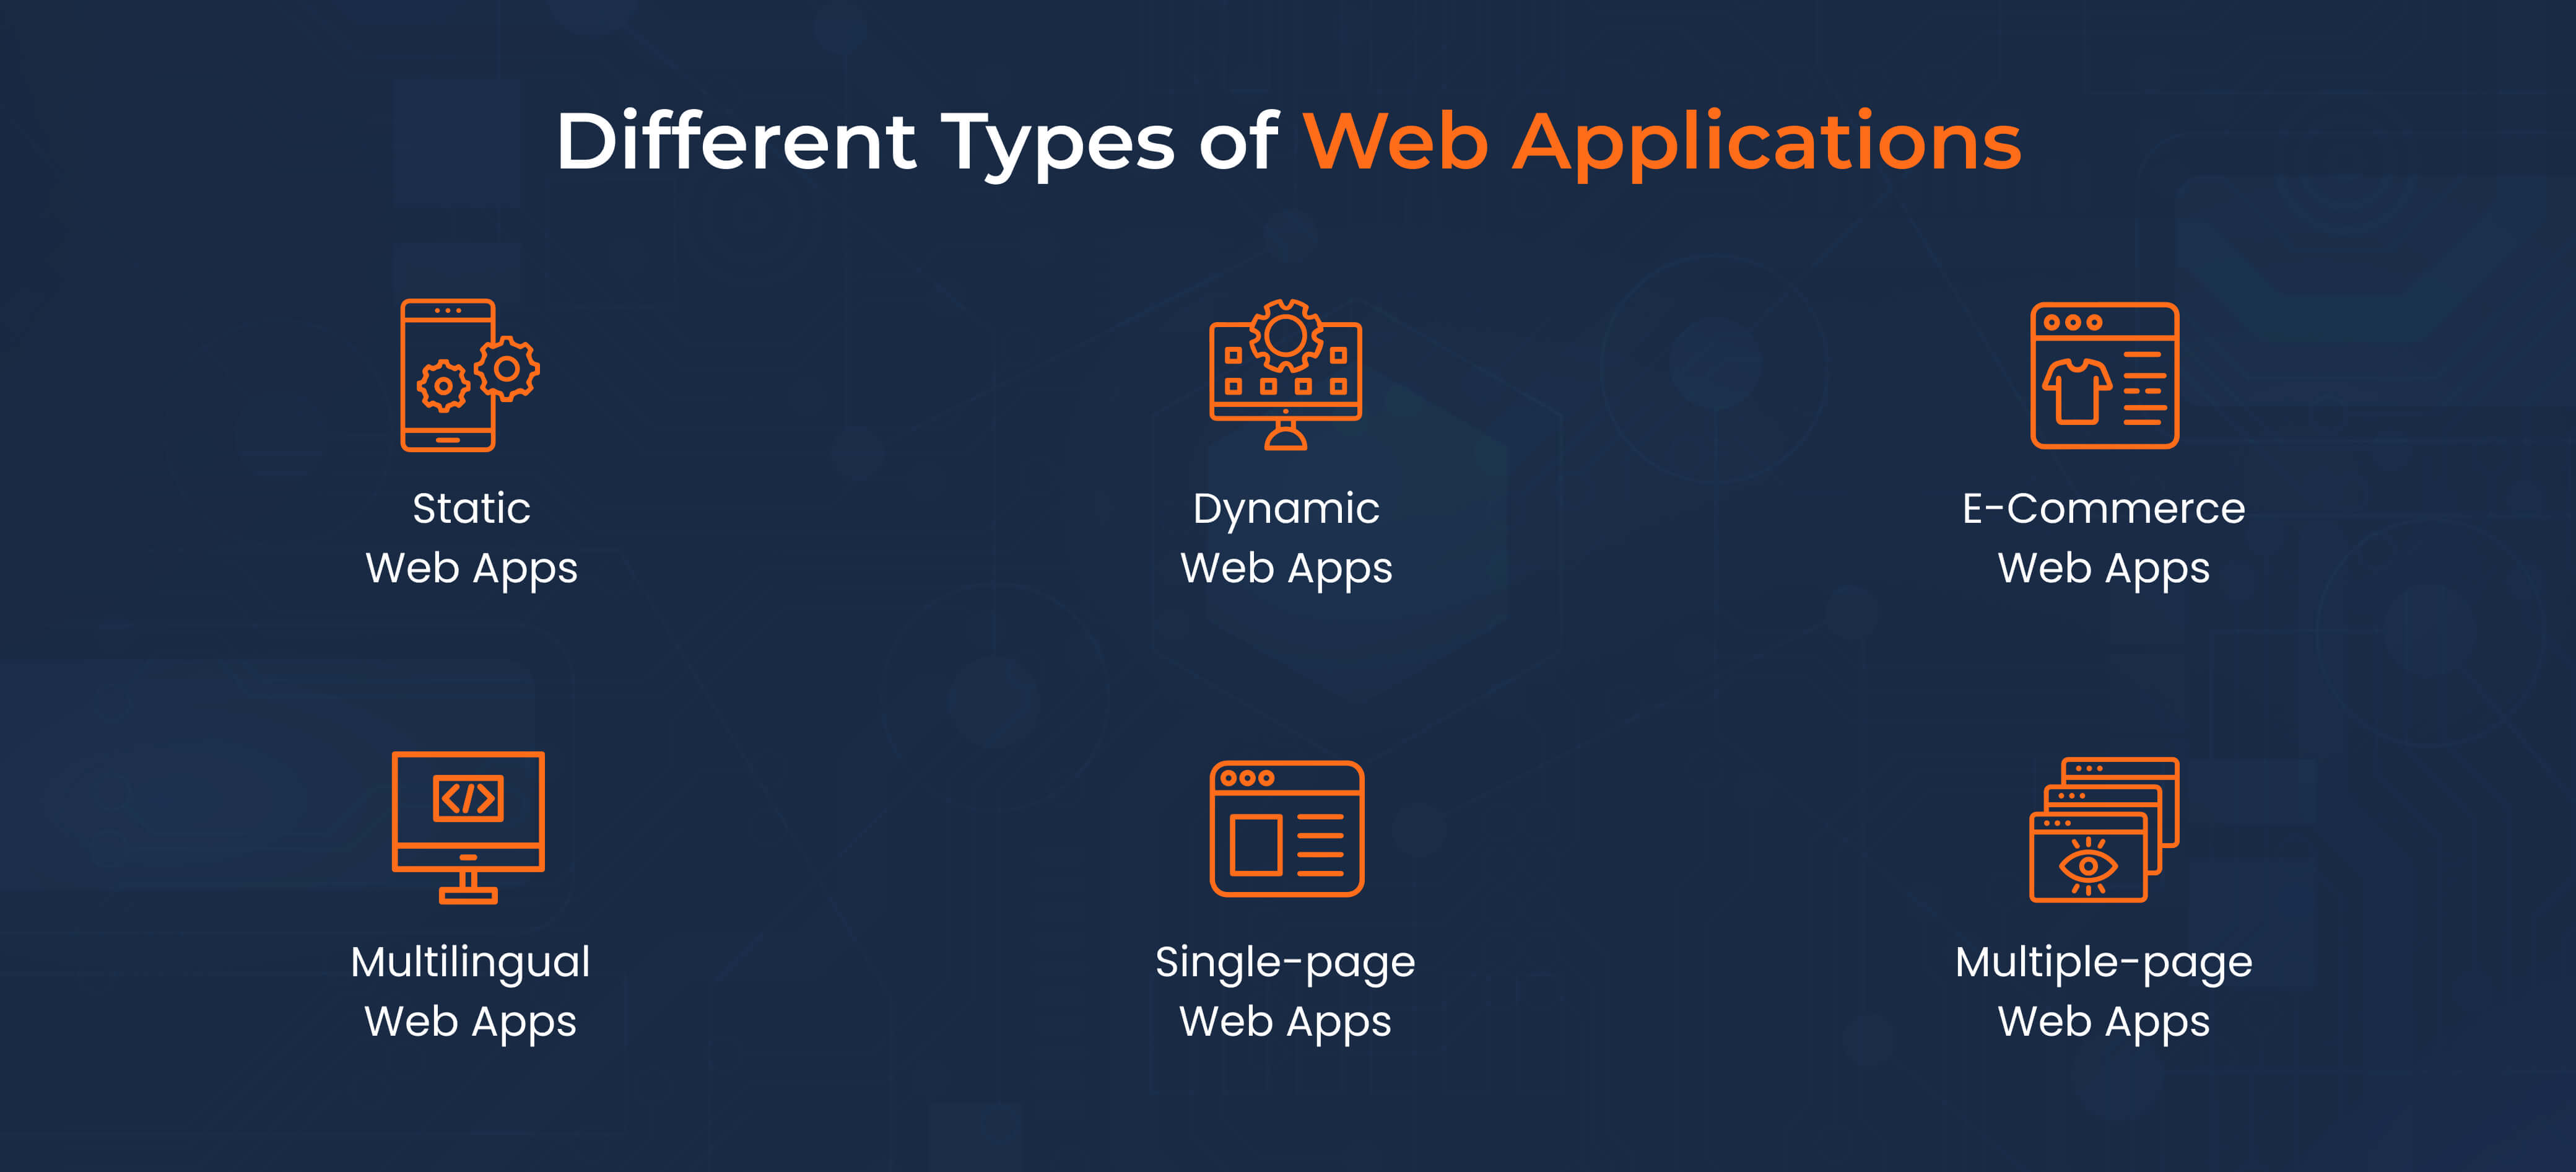 Different Types of Web Applications
Static
Web Apps
Dynamic
Web Apps
E-Commerce
Web Apps
Multilingual
Web Apps
Single-page
Web Apps
Multiple-page
Web Apps